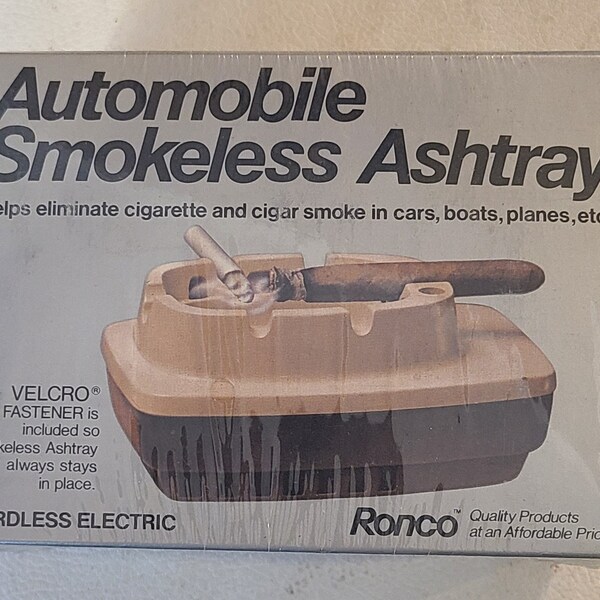 Automobile
Smokeless Ashtray
elps eliminate cigarette and cigar smoke in cars, boats, planes, etc
VELCRO®
FASTENER is
included so
keless Ashtray
always stays
in place.
RDLESS ELECTRIC
Ronco™
Quality Products
at an Affordable Pric